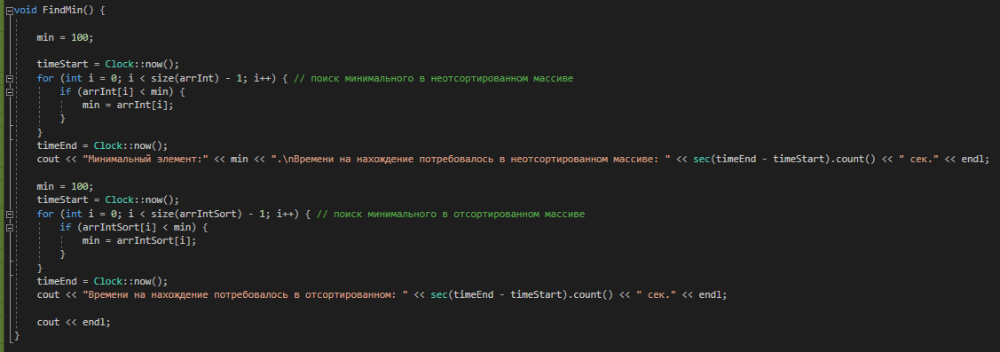 void FindMin() {
min = 100;
timeStart = Clock::now();
for (int i = 0; i < size(arrInt) - 1; i++) { // поиск минимального в неотсортированном массиве
if (arrInt[i] < min) {
min = arrInt[i];
}
}
timeEnd = Clock::now();
cout << "Минимальный элемент:" << min << ".\nВремени на нахождение потребовалось в неотсортированном массиве: " << sec(timeEnd - timeStart).count() << " сек." << endl;
min = 100;
timeStart = Clock::now();
for (int i = 0; i < size(arrIntSort) - 1; i++) { // поиск минимального в отсортированном массиве
if (arrIntSort[i] < min) {
min = arrIntSort[i];
}
}
timeEnd = Clock::now();
cout << "Времени на нахождение потребовалось в отсортированном: " << sec(timeEnd - timeStart).count() << " сек." << endl;
cout << endl;
}